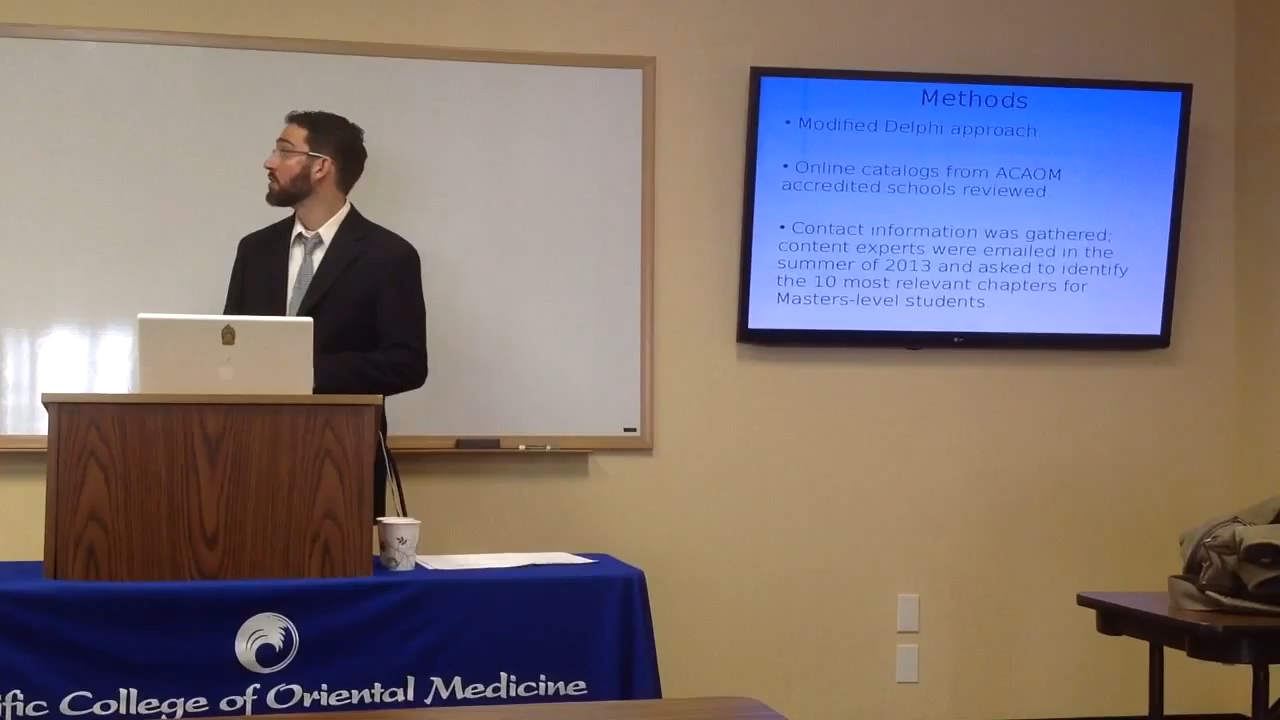 Methods
• Modified Delphi approach
• Online catalogs from ACAOM
accredited schools reviewed.
• Contact information was gathered;
content experts were emailed in the
summer of 2013 and asked to identify
the 10 most relevant chapters for
Masters-level students
LG
ific College of Oriental Medicine